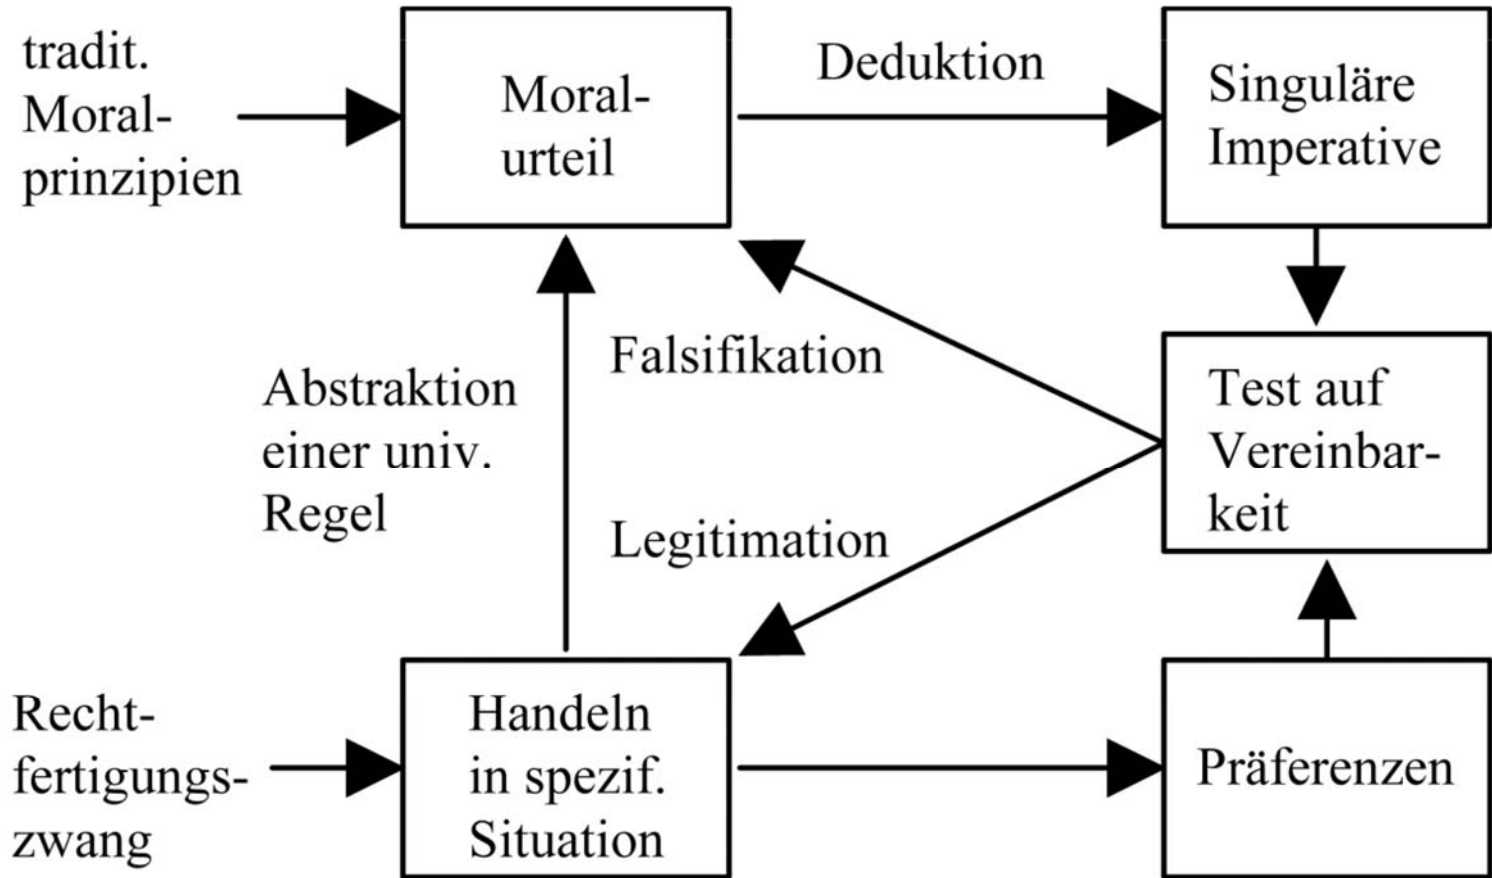 tradit.
Moral-
prinzipien
Moral-
urteil
Deduktion
Singuläre
Imperative
Falsifikation
Abstraktion
einer univ.
Regel
Test auf
Vereinbar-
keit
Legitimation
Recht-
fertigungs-
zwang
Handeln
in spezif.
Situation
Präferenzen